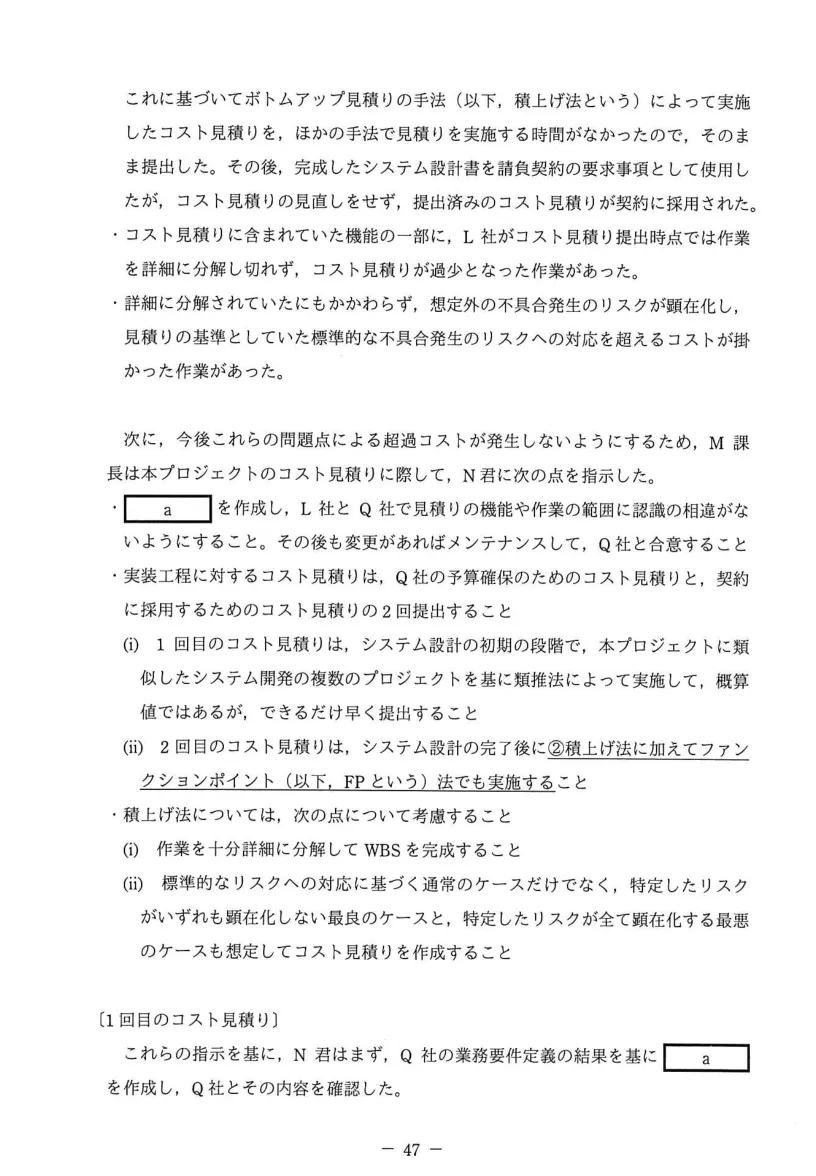 これに基づいてボトムアップ見積りの手法（以下，積上げ法という）によって実施
したコスト見積りを，ほかの手法で見積りを実施する時間がなかったので，そのま
ま提出した。その後，完成したシステム設計書を請負契約の要求事項として使用し
たが，コスト見積りの見直しをせず，提出済みのコスト見積りが契約に採用された。
・コスト見積りに含まれていた機能の一部に，L 社がコスト見積り提出時点では作業
を詳細に分解し切れず，コスト見積りが過少となった作業があった。
・詳細に分解されていたにもかかわらず，想定外の不具合発生のリスクが顕在化し，
見積りの基準としていた標準的な不具合発生のリスクへの対応を超えるコストが掛
かった作業があった。
次に，今後これらの問題点による超過コストが発生しないようにするため，M 課
長は本プロジェクトのコスト見積りに際して，N 君に次の点を指示した。
・ a を作成し，L 社と Q 社で見積りの機能や作業の範囲に認識の相違がな
いようにすること。その後も変更があればメンテナンスして，Q 社と合意すること
・実装工程に対するコスト見積りは，Q 社の予算確保のためのコスト見積りと，契約
に採用するためのコスト見積りの 2 回提出すること
(i) 1 回目のコスト見積りは，システム設計の初期の段階で，本プロジェクトに類
似したシステム開発の複数のプロジェクトを基に類推法によって実施して，概算
値ではあるが，できるだけ早く提出すること
(ii) 2 回目のコスト見積りは，システム設計の完了後に②積上げ法に加えてファン
クションポイント（以下，FP という）法でも実施すること
・積上げ法については，次の点について考慮すること
(i) 作業を十分詳細に分解して WBS を完成すること
(ii) 標準的なリスクへの対応に基づく通常のケースだけでなく，特定したリスク
がいずれも顕在化しない最良のケースと，特定したリスクが全て顕在化する最悪
のケースも想定してコスト見積りを作成すること
〔1 回目のコスト見積り〕
これらの指示を基に，N 君はまず，Q 社の業務要件定義の結果を基に a
を作成し，Q 社とその内容を確認した。
－ 47 －